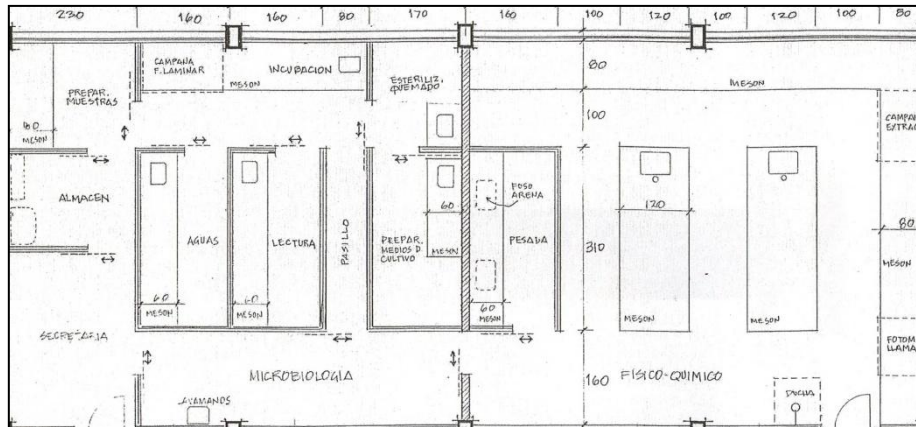 230 160 160 80 170 160 100 120 100 120 100 80
CAMPANA
F. LAMINAR
INCUBACION
MESON
PREPAR.
MUESTRAS
60
MESON
ESTERILIZ.
QUEMADO
80
MESON
100
CAMPAN
EXTRAC
ALMACEN
AGUAS
LECTURA
PASILLO
60
MESON
PREPAR.
MEDIOS D
CULTIVO
FOSO
ARENA
PESADA
310
120
80
MESON
60
MESON
60
MESON
60
MESON
MESON
MESON
FOTOM
LLAMA
SECRETARIA
MICROBIOLOGIA
160
FISICO-QUIMICO
LAVAMANOS
DUCHA